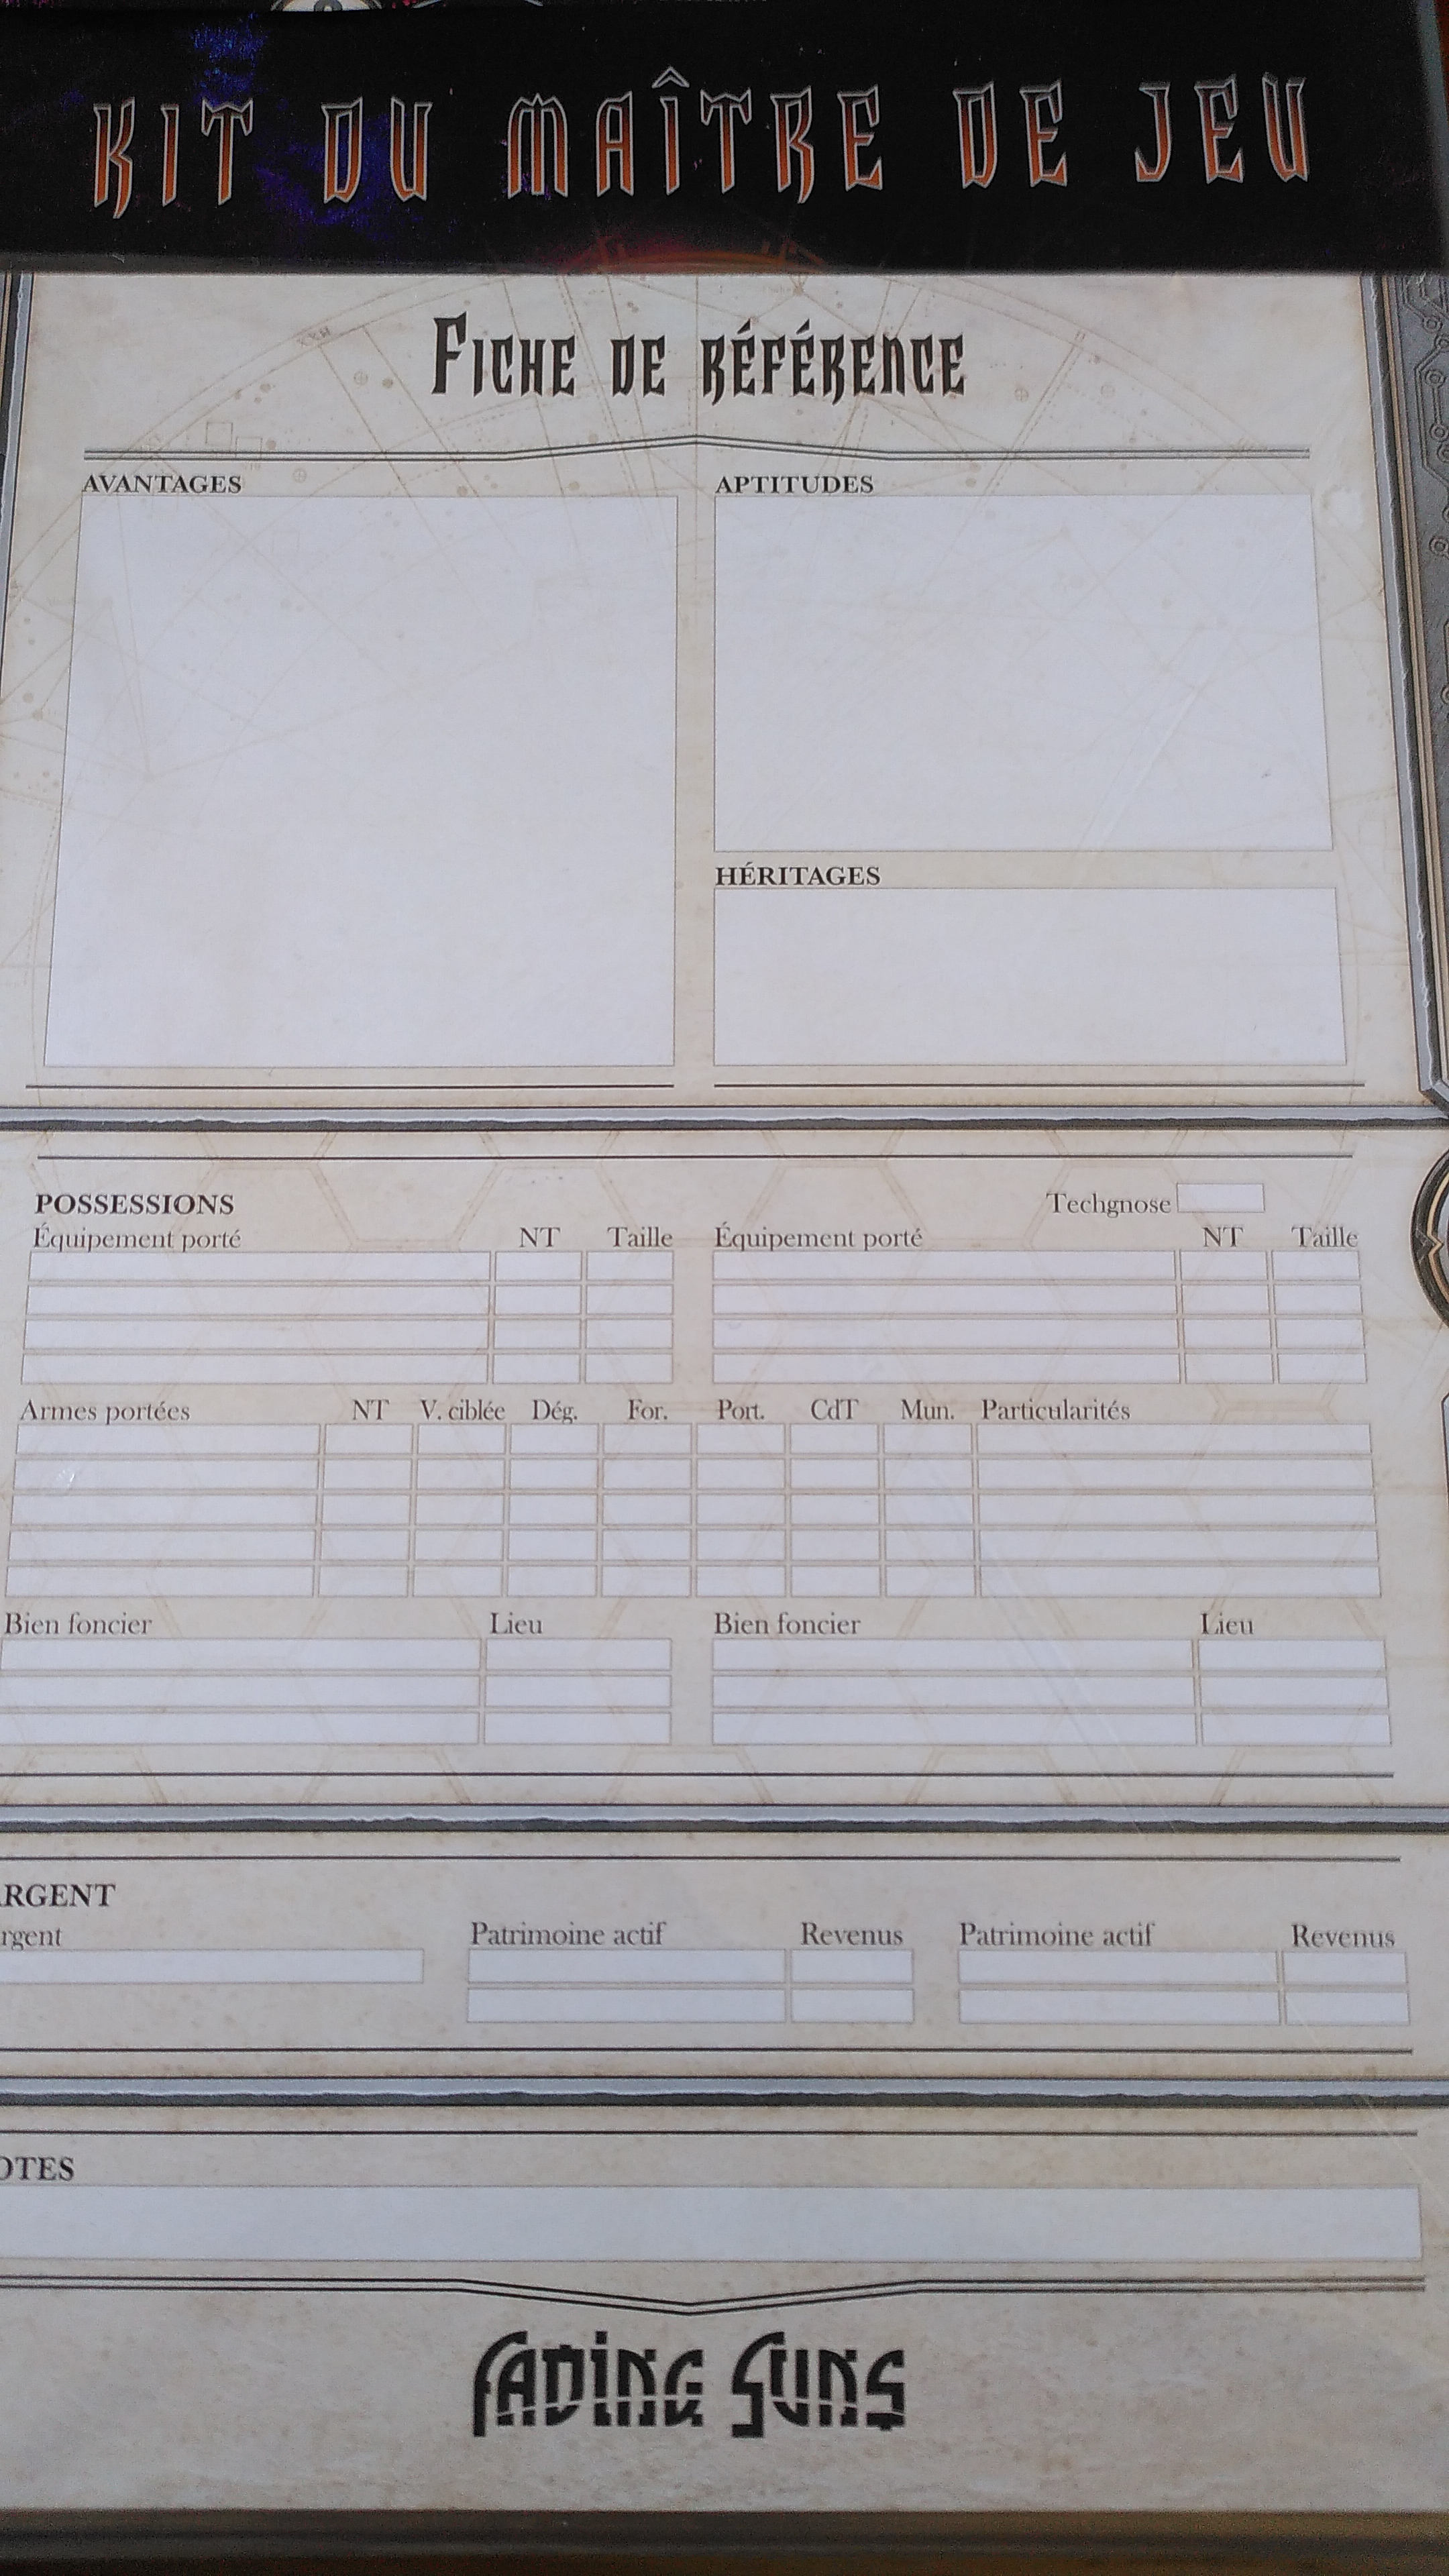 KIT DU MAÎTRE DE JEU
FICHE DE RÉFÉRENCE
AVANTAGES APTITUDES
HÉRITAGES
POSSESSIONS Techgnose
Équipement porté NT Taille Équipement porté NT Taille
Armes portées NT V. ciblée Dég. For. Port. CdT Mun. Particularités
Bien foncier Lieu Bien foncier Lieu
RGENT
rgent Patrimoine actif Revenus Patrimoine actif Revenus
OTES
FADING SUNS